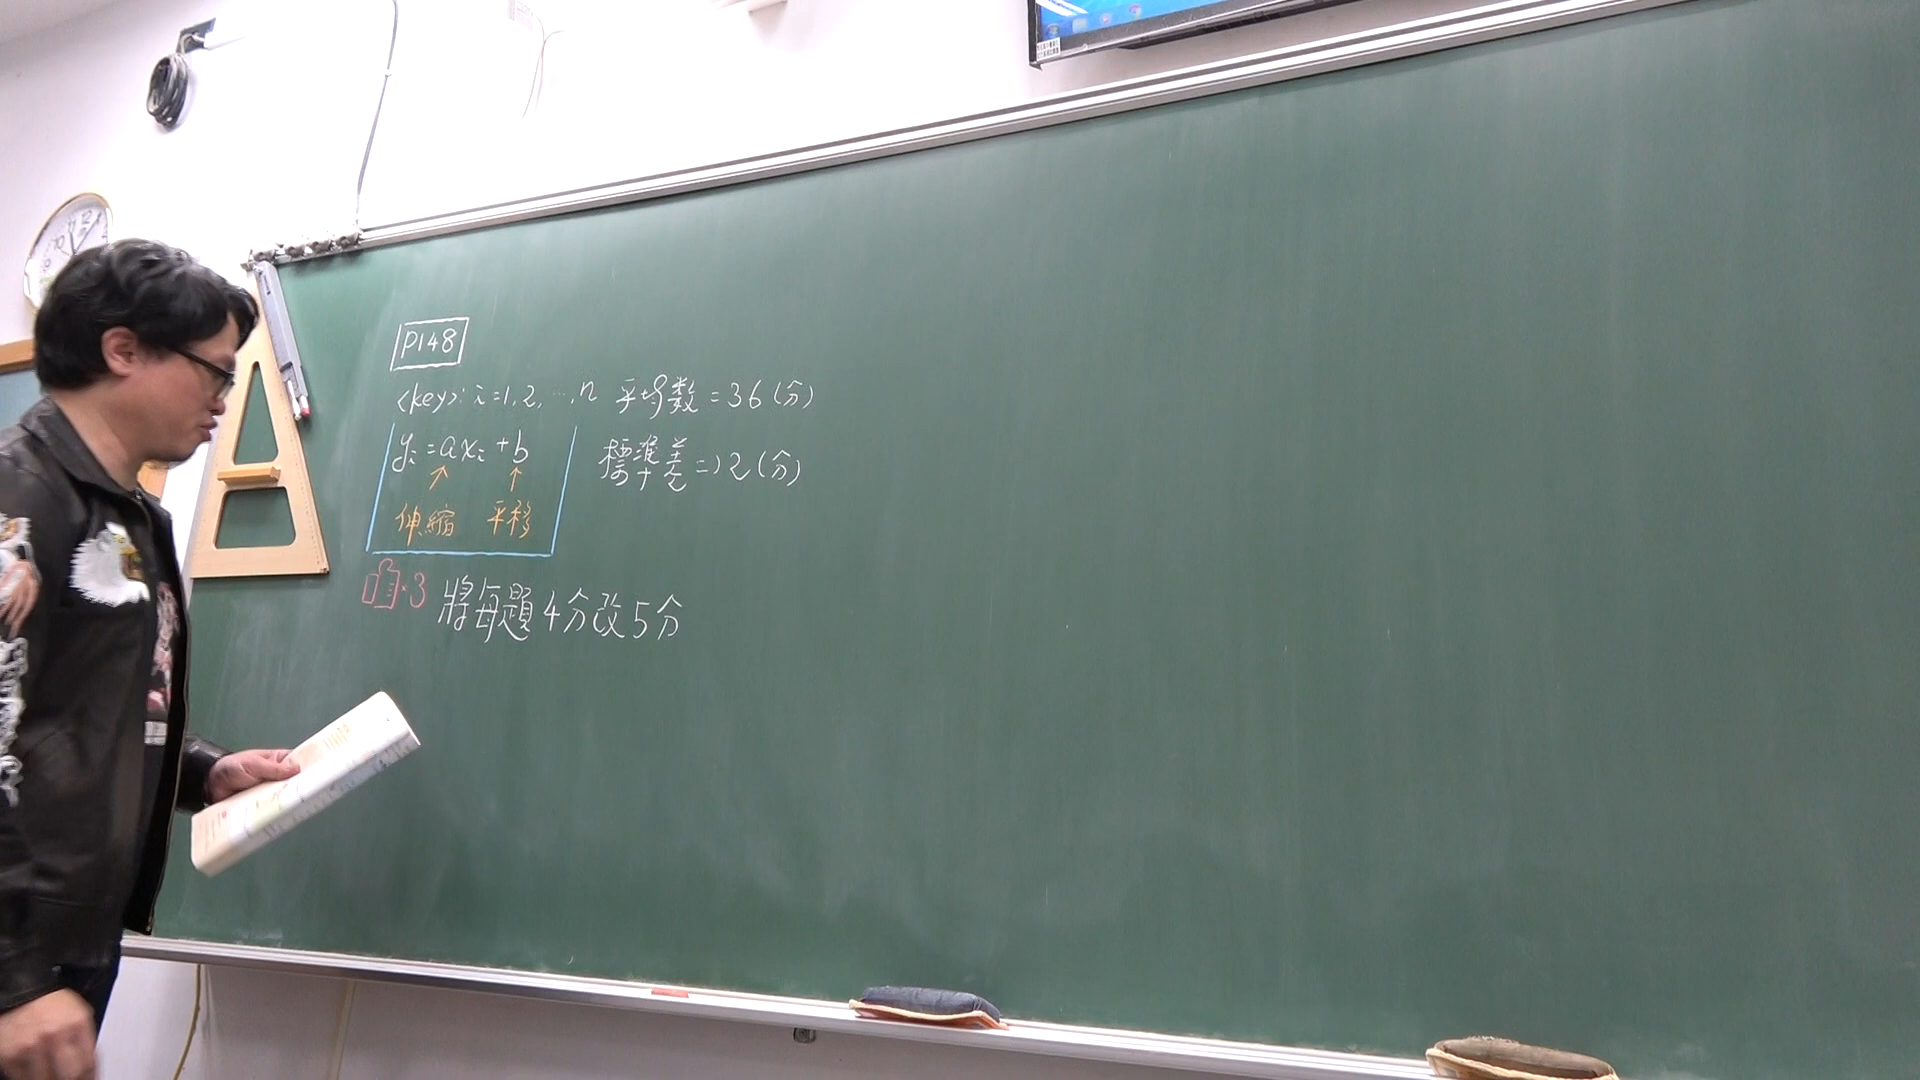 P148
<key>: i=1,2,…,n 平均數=36(分)
yᵢ=axᵢ+b 標準差=12(分)
伸縮 平移
×3 將每題4分改5分